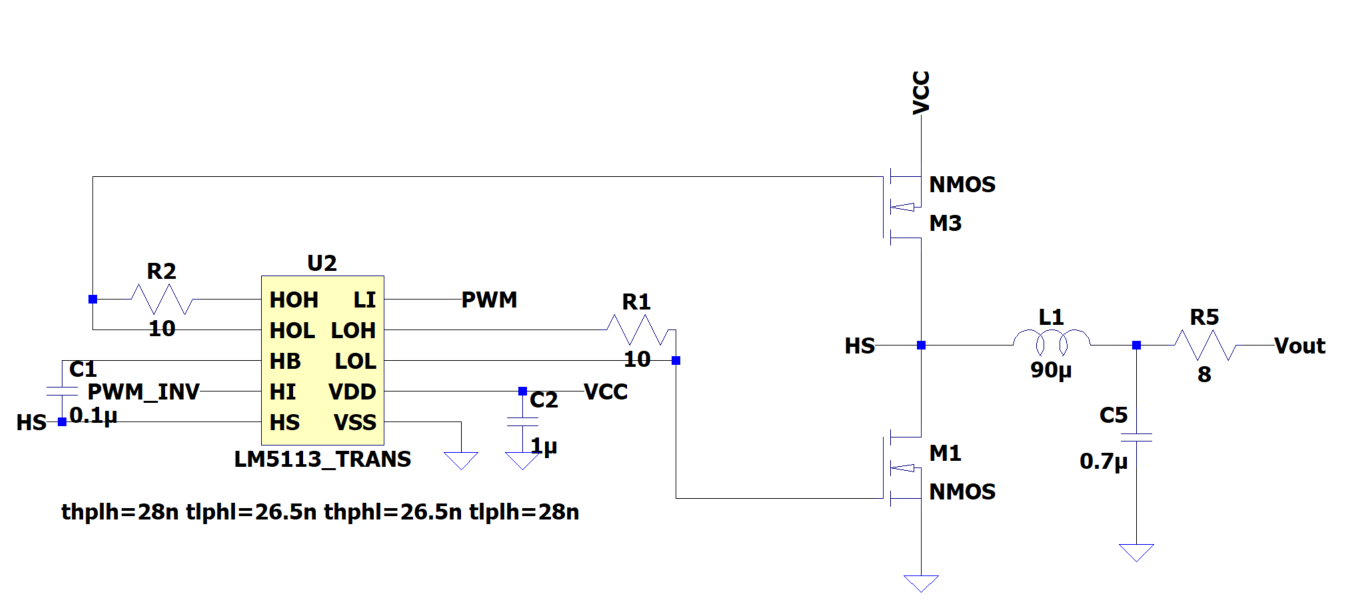 VCC
NMOS
M3
U2
R2
10
HOH LI
PWM
R1
10
HOL LOH
HB LOL
C1
0.1µ
PWM_INV
HI VDD
VCC
HS
HS VSS
C2
1µ
LM5113_TRANS
thplh=28n tlphl=26.5n thphl=26.5n tlplh=28n
HS
L1
90µ
R5
8
Vout
C5
0.7µ
M1
NMOS